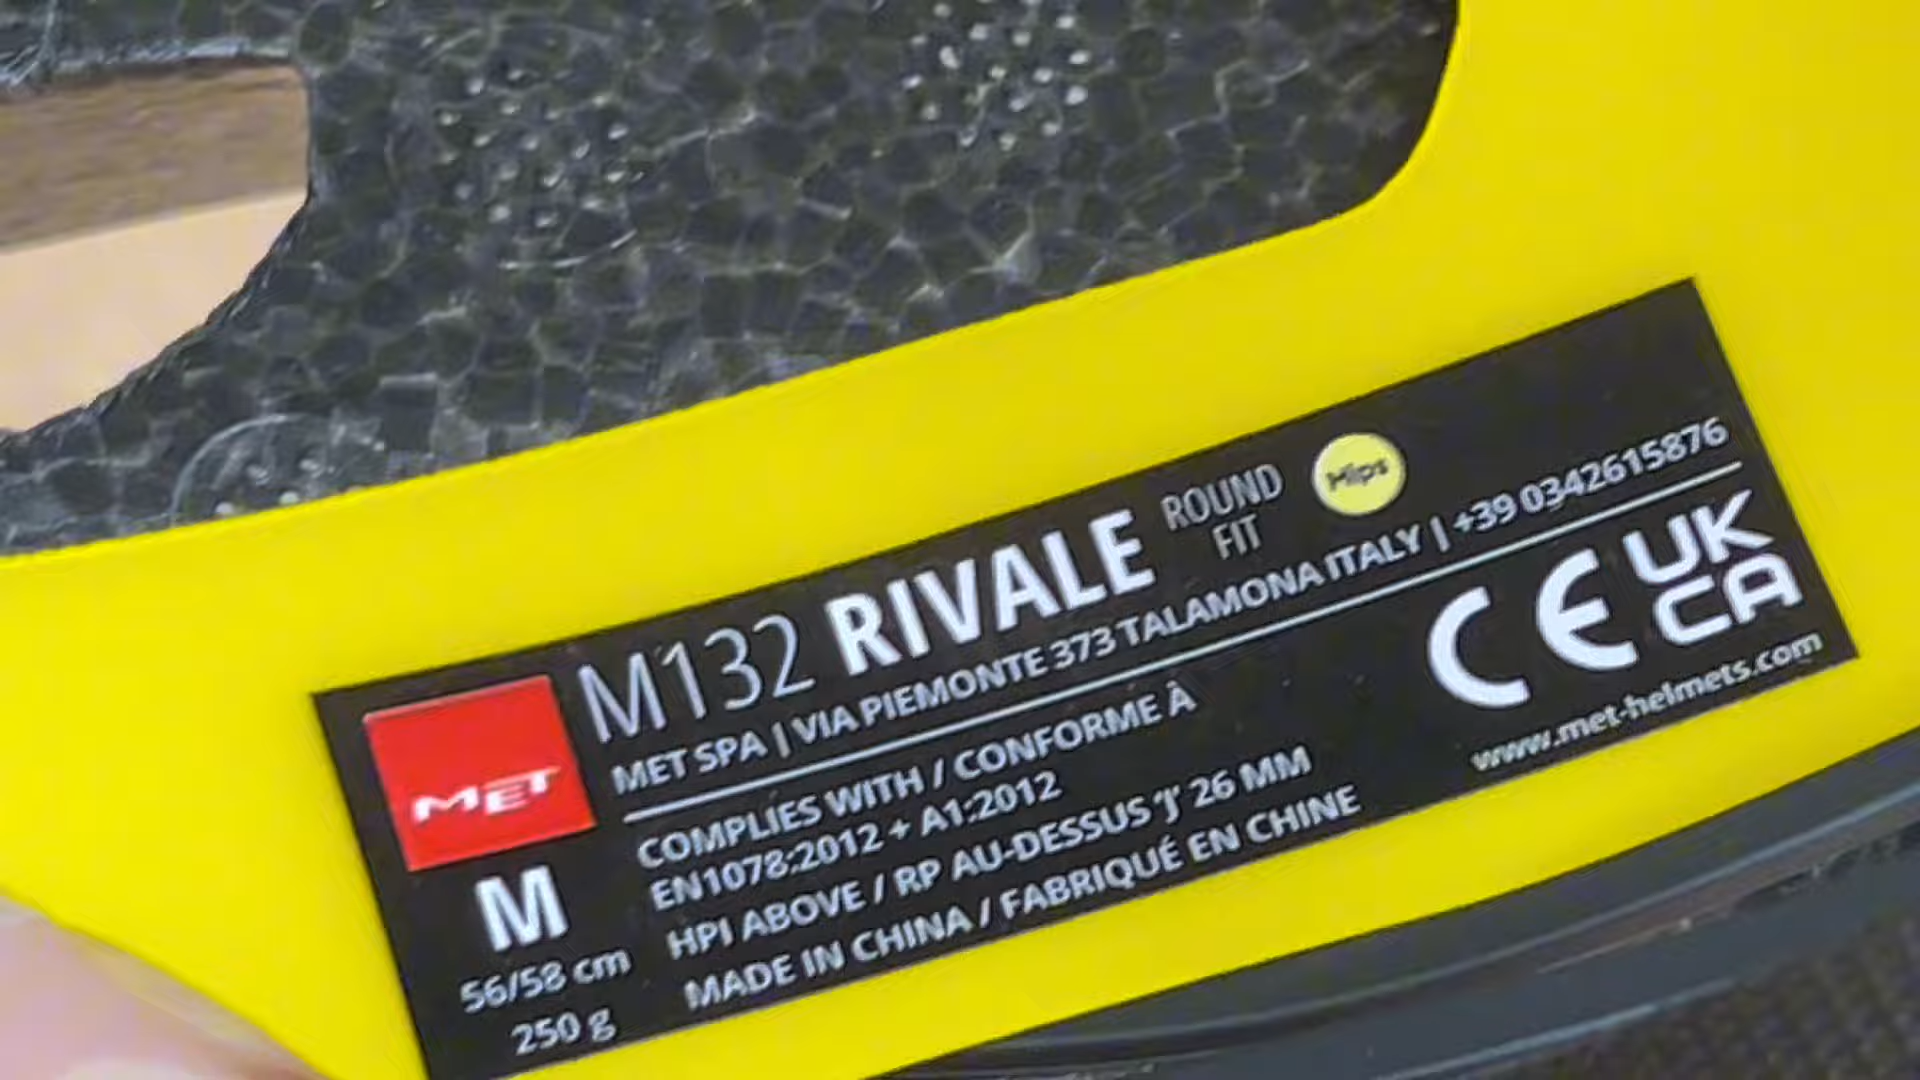 M132 RIVALE ROUND FIT Mips
MET SPA | VIA PIEMONTE 373 TALAMONA ITALY | +39 0342615876
MET
M
56/58 cm
250 g
COMPLIES WITH / CONFORME À
EN1078:2012 + A1:2012
HPI ABOVE / RP AU-DESSUS 'J' 26 MM
MADE IN CHINA / FABRIQUÉ EN CHINE
CE UK CA
www.met-helmets.com